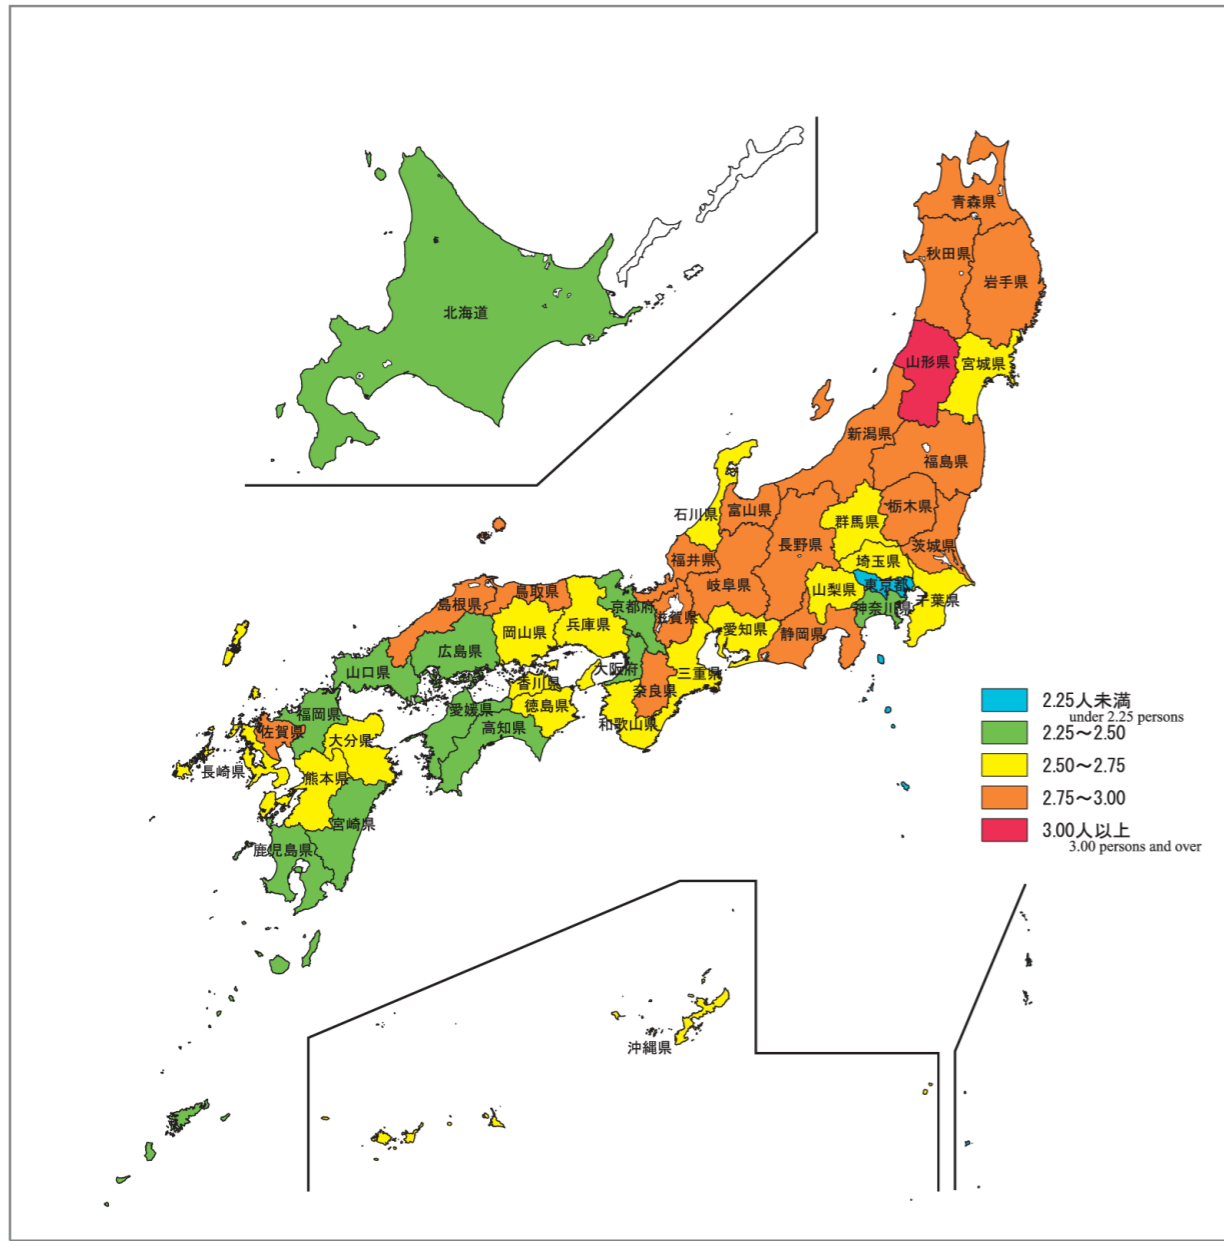 北海道
青森県
秋田県
岩手県
山形県
宮城県
新潟県
福島県
石川県
富山県
栃木県
群馬県
茨城県
長野県
福井県
埼玉県
岐阜県
山梨県
東京都
千葉県
神奈川県
静岡県
愛知県
滋賀県
京都府
鳥取県
島根県
兵庫県
岡山県
広島県
大阪府
三重県
奈良県
和歌山県
山口県
香川県
徳島県
愛媛県
高知県
福岡県
佐賀県
大分県
長崎県
熊本県
宮崎県
鹿児島県
沖縄県
2.25人未満
under 2.25 persons
2.25～2.50
2.50～2.75
2.75～3.00
3.00人以上
3.00 persons and over